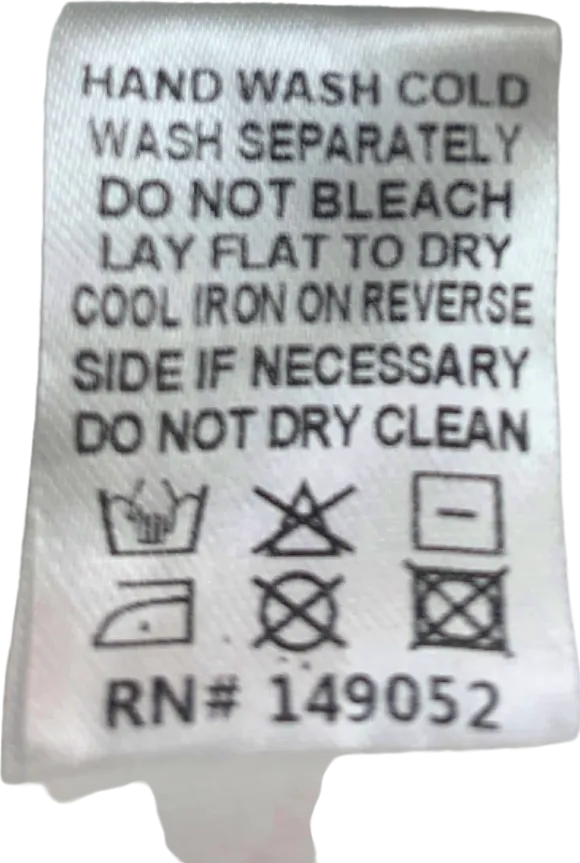 HAND WASH COLD
WASH SEPARATELY
DO NOT BLEACH
LAY FLAT TO DRY
COOL IRON ON REVERSE
SIDE IF NECESSARY
DO NOT DRY CLEAN
RN# 149052